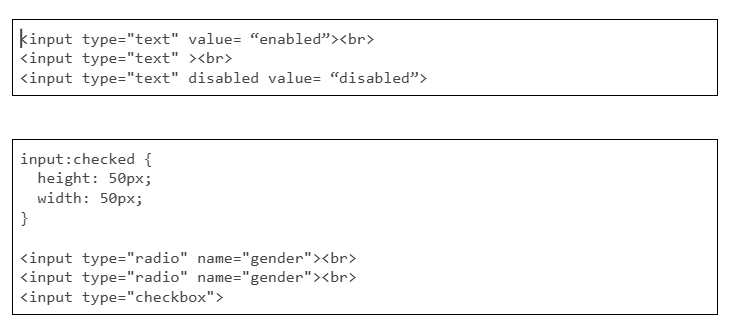 <input type="text" value= “enabled”><br>
<input type="text" ><br>
<input type="text" disabled value= “disabled”>
input:checked {
  height: 50px;
  width: 50px;
}
<input type="radio" name="gender"><br>
<input type="radio" name="gender"><br>
<input type="checkbox">